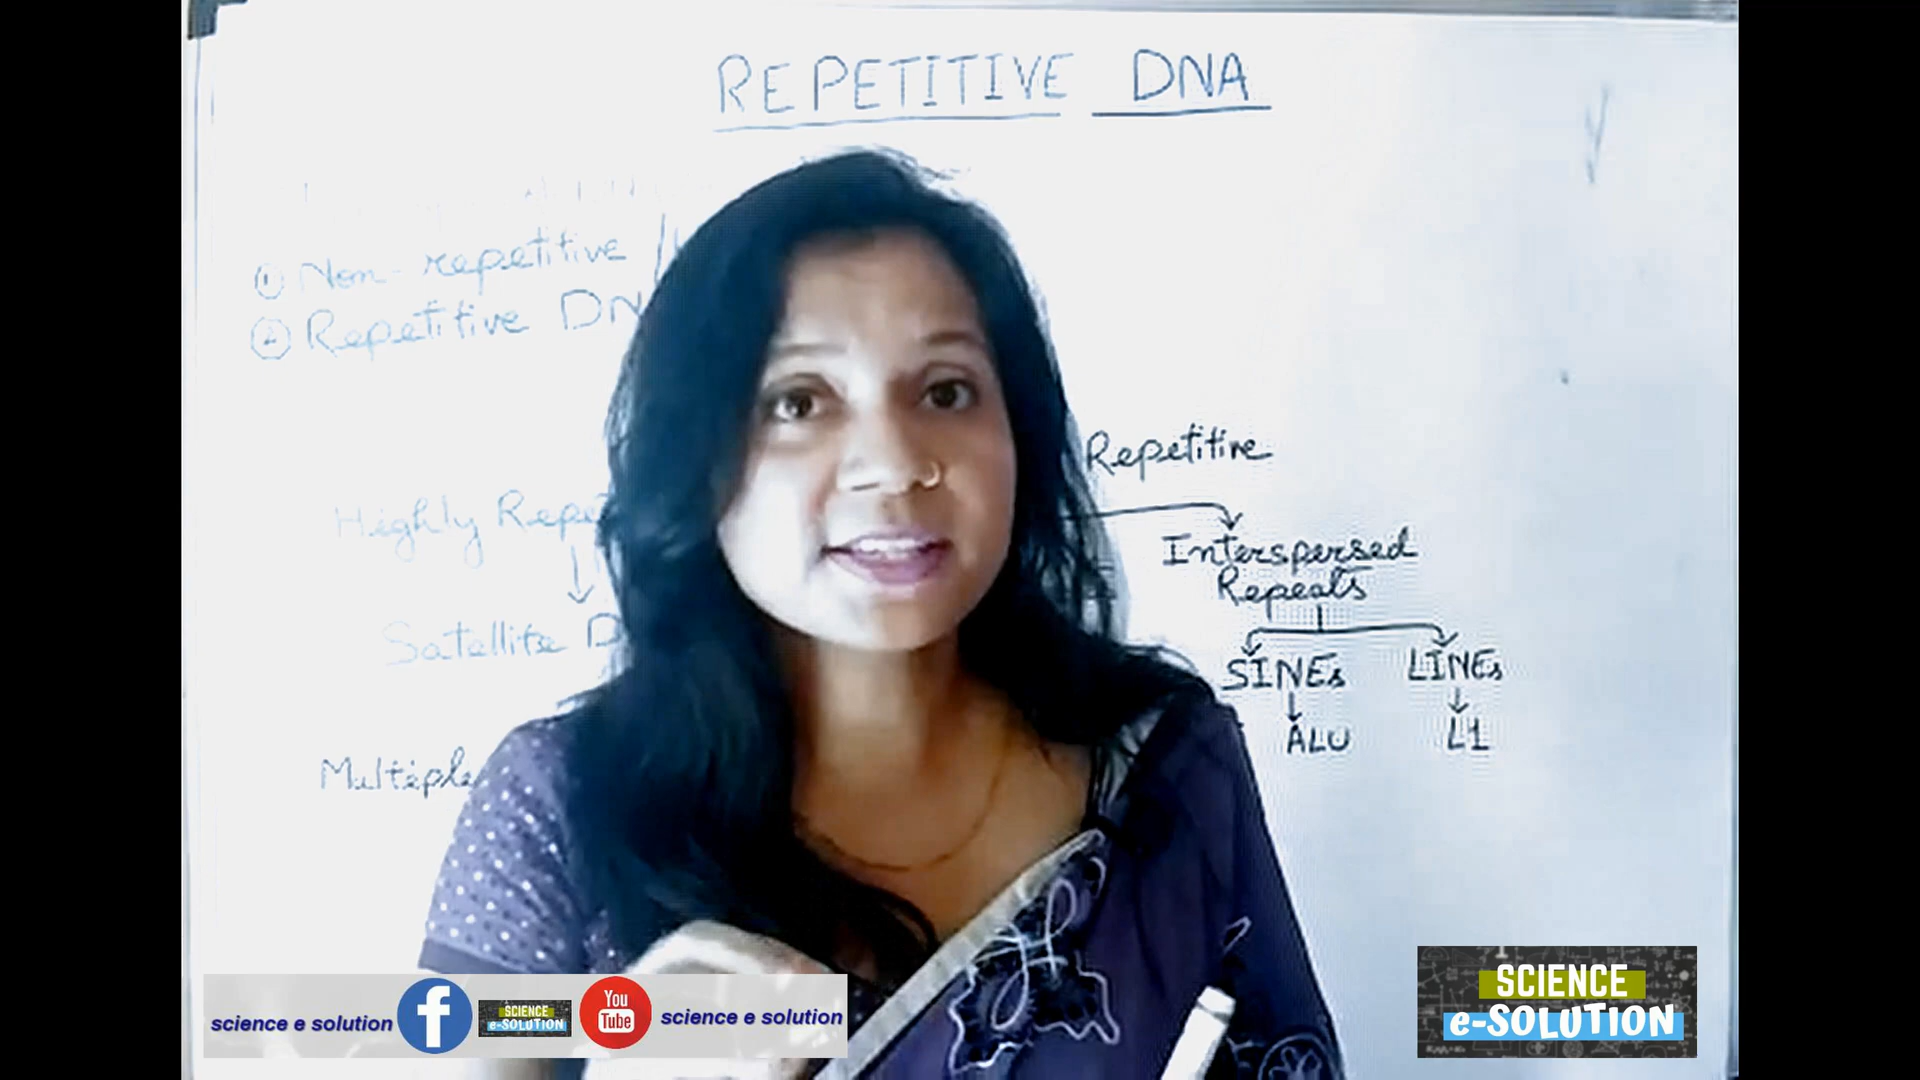 REPETITIVE DNA
① Non-repetitive
② Repetitive DN
Repetitive
Highly Repe
Interspersed
Repeats
Satellite D
SINEs LINEs
ALU L1
Multiple
science e solution
f
SCIENCE
e-SOLUTION
You
Tube
science e solution
SCIENCE
e-SOLUTION